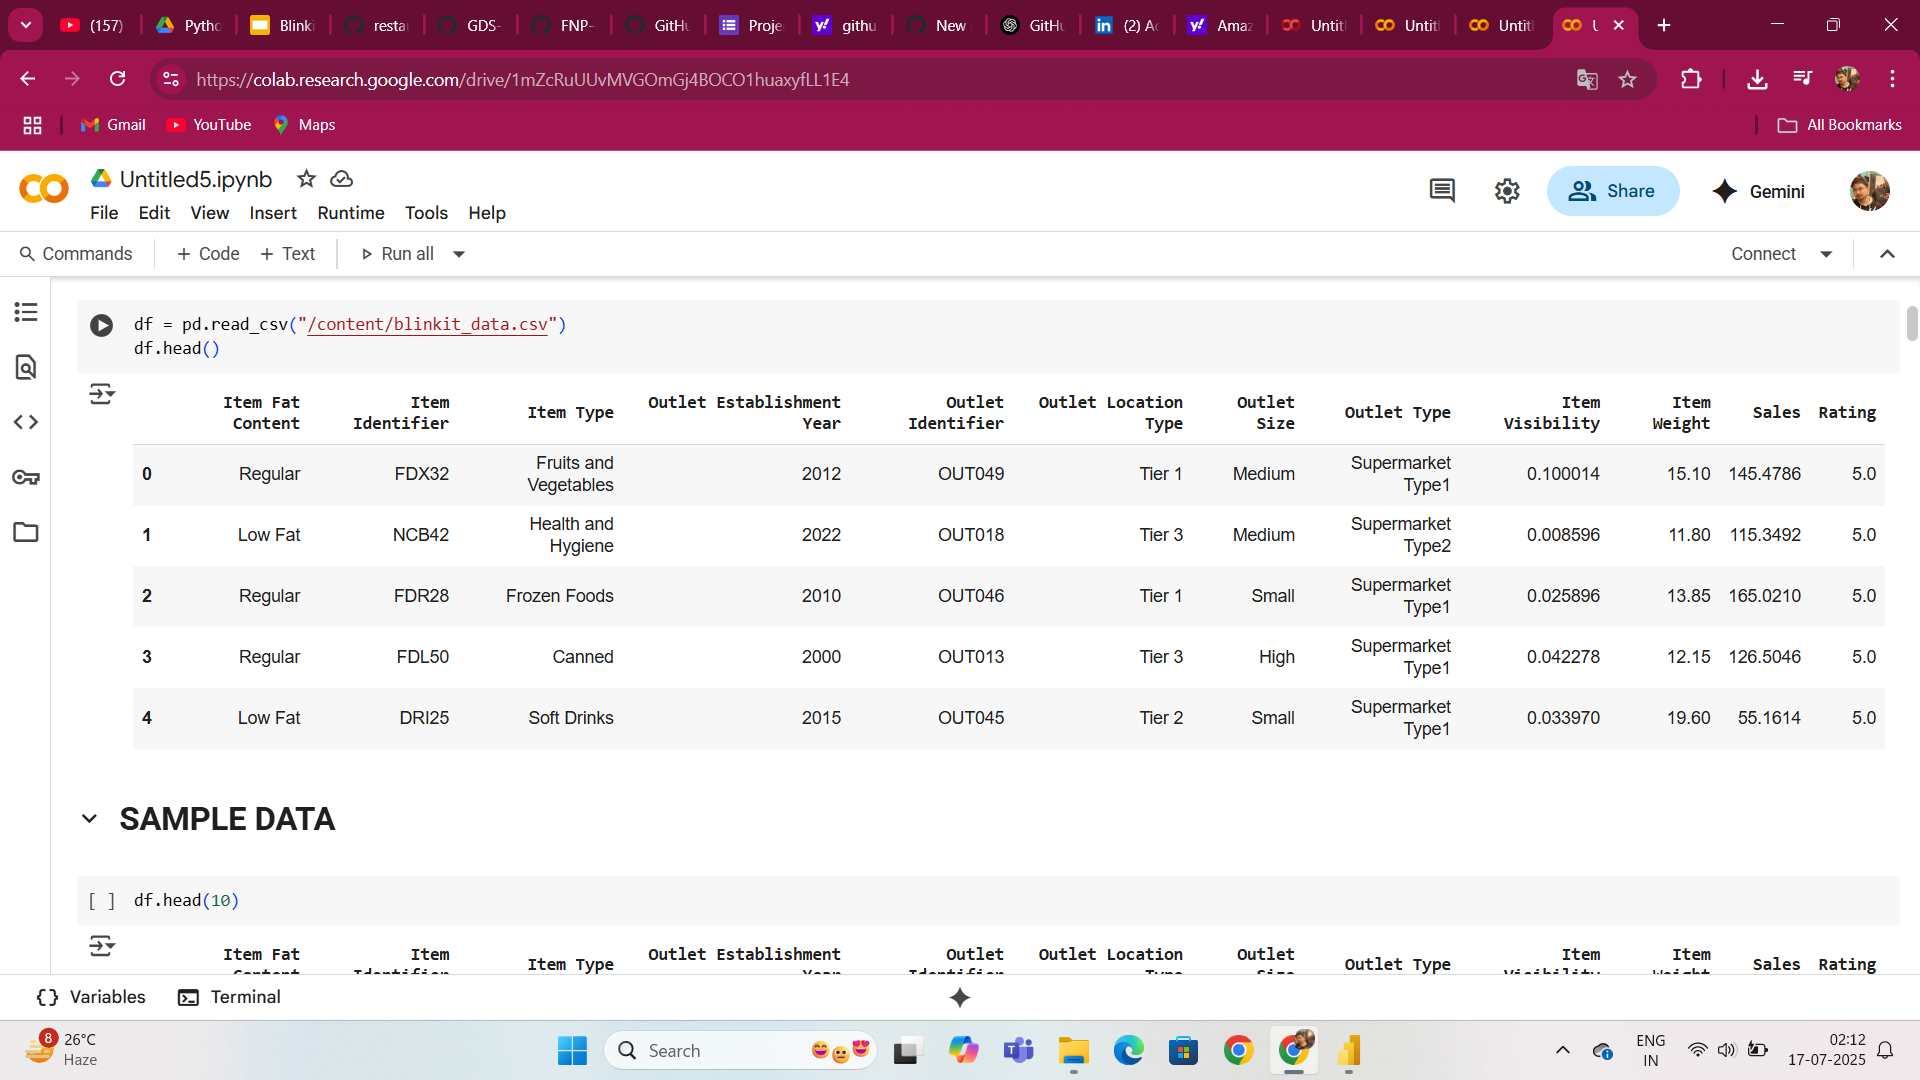 (157) Pytho Blinki resta GDS- FNP- GitHu Proje githu New GitHu (2) Ac Amaz Untitl Untitl Untitl U
https://colab.research.google.com/drive/1mZcRuUUvMVGOmGj4BOCO1huaxyfLL1E4
Gmail YouTube Maps All Bookmarks
Untitled5.ipynb
File Edit View Insert Runtime Tools Help
Share Gemini
Commands + Code + Text Run all Connect
df = pd.read_csv("/content/blinkit_data.csv")
df.head()
Item Fat Content Item Identifier Item Type Outlet Establishment Year Outlet Identifier Outlet Location Type Outlet Size Outlet Type Item Visibility Item Weight Sales Rating
0 Regular FDX32 Fruits and Vegetables 2012 OUT049 Tier 1 Medium Supermarket Type1 0.100014 15.10 145.4786 5.0
1 Low Fat NCB42 Health and Hygiene 2022 OUT018 Tier 3 Medium Supermarket Type2 0.008596 11.80 115.3492 5.0
2 Regular FDR28 Frozen Foods 2010 OUT046 Tier 1 Small Supermarket Type1 0.025896 13.85 165.0210 5.0
3 Regular FDL50 Canned 2000 OUT013 Tier 3 High Supermarket Type1 0.042278 12.15 126.5046 5.0
4 Low Fat DRI25 Soft Drinks 2015 OUT045 Tier 2 Small Supermarket Type1 0.033970 19.60 55.1614 5.0
SAMPLE DATA
[ ] df.head(10)
Item Fat Content Item Identifier Item Type Outlet Establishment Year Outlet Identifier Outlet Location Type Outlet Size Outlet Type Item Visibility Item Weight Sales Rating
Variables Terminal
8 26°C
Haze
Search
ENG
IN
02:12
17-07-2025